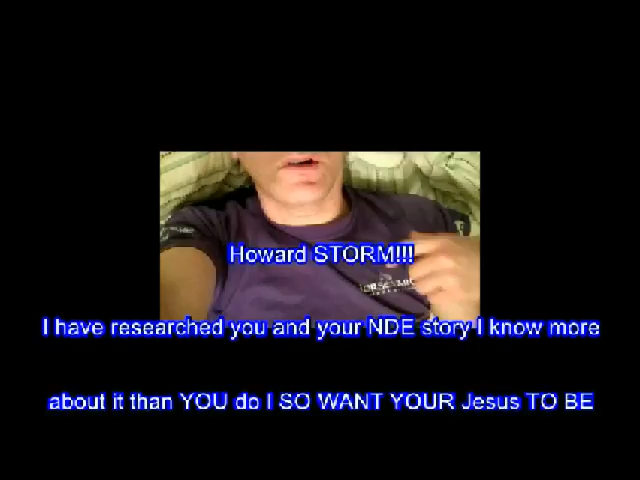 Howard STORM!!!
I have researched you and your NDE story I know more
about it than YOU do I SO WANT YOUR Jesus TO BE